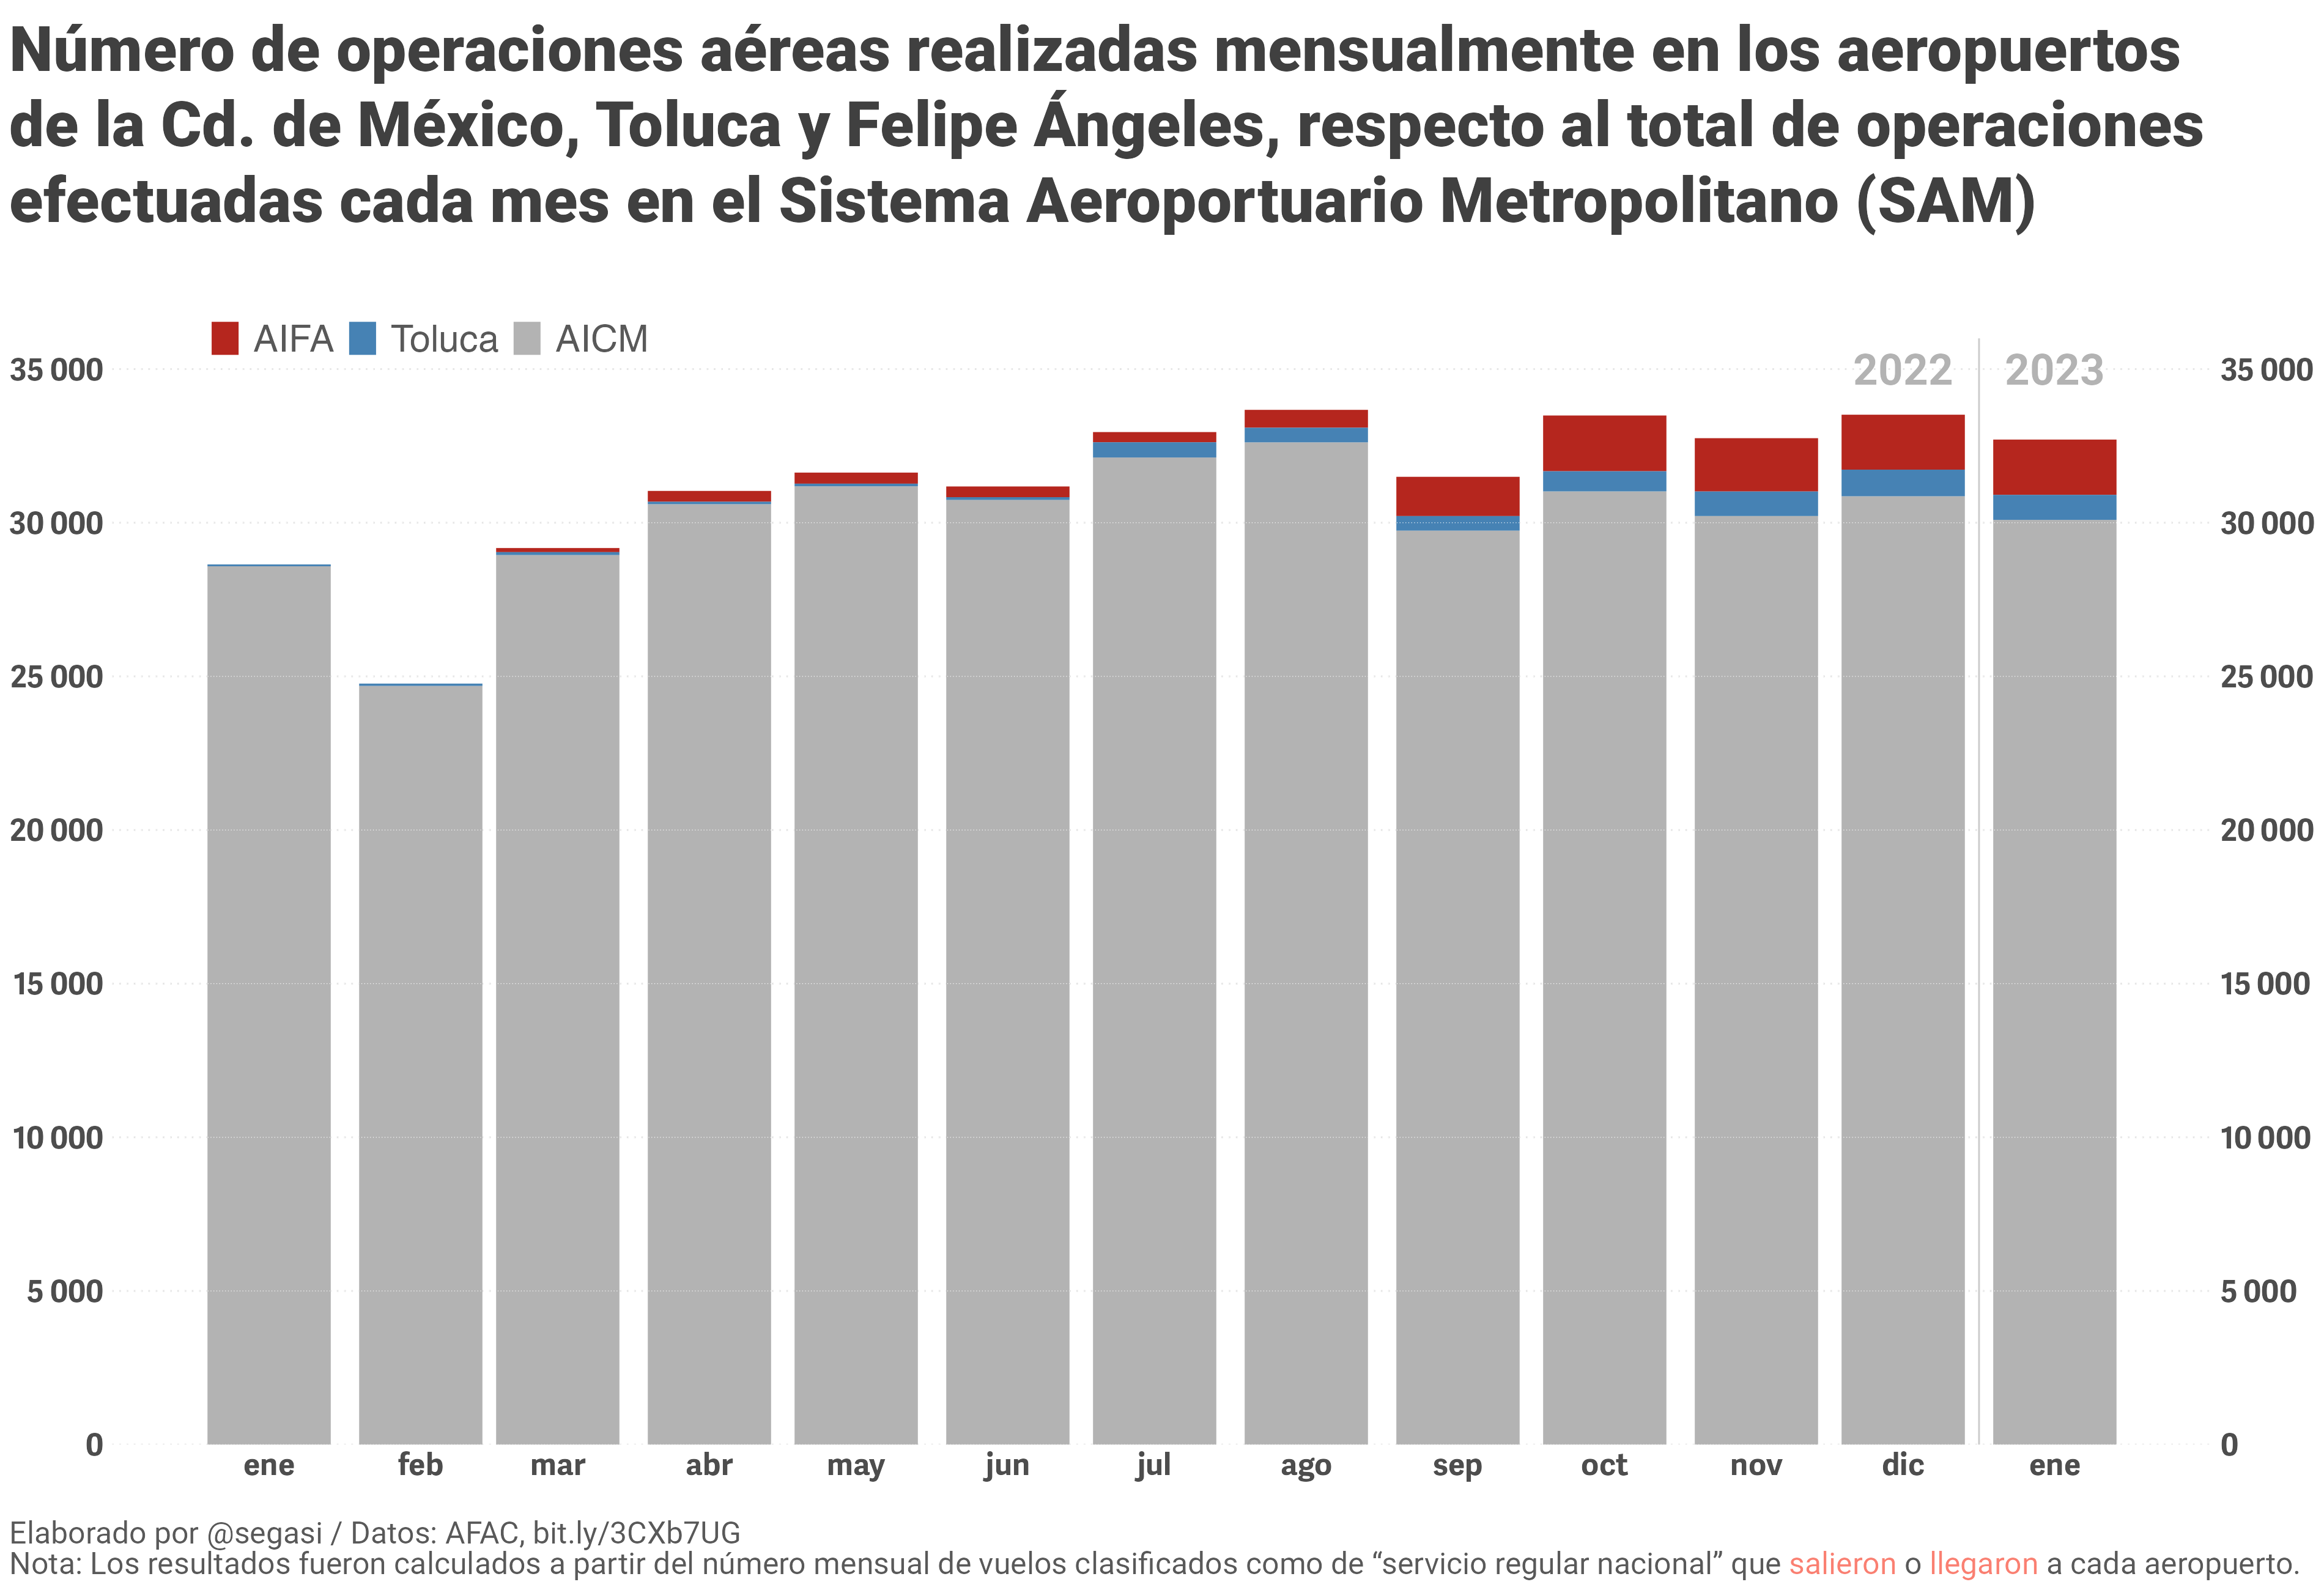 Número de operaciones aéreas realizadas mensualmente en los aeropuertos
de la Cd. de México, Toluca y Felipe Ángeles, respecto al total de operaciones
efectuadas cada mes en el Sistema Aeroportuario Metropolitano (SAM)
AIFA Toluca AICM
35 000 2022 2023 35 000
30 000 30 000
25 000 25 000
20 000 20 000
15 000 15 000
10 000 10 000
5 000 5 000
0 0
ene feb mar abr may jun jul ago sep oct nov dic ene
Elaborado por @segasi / Datos: AFAC, bit.ly/3CXb7UG
Nota: Los resultados fueron calculados a partir del número mensual de vuelos clasificados como de “servicio regular nacional” que salieron o llegaron a cada aeropuerto.